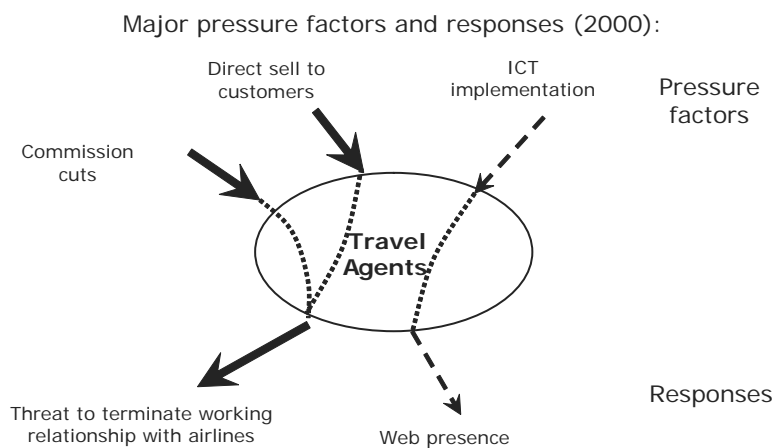 Major pressure factors and responses (2000):
Direct sell to
customers
ICT
implementation
Pressure
factors
Commission
cuts
Travel
Agents
Threat to terminate working
relationship with airlines
Web presence
Responses